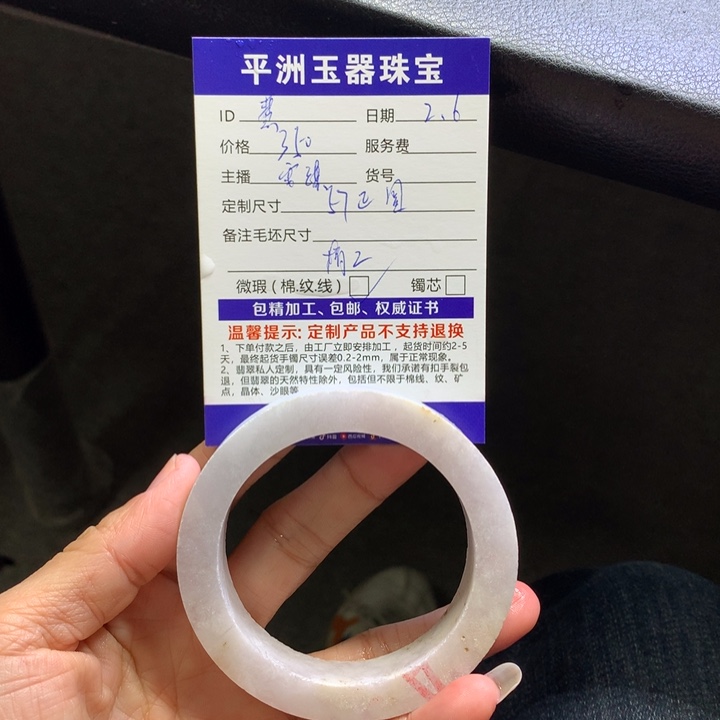 平洲玉器珠宝
ID 燕 日期 2.6
价格 350 服务费
主播 货号
定制尺寸 57正圈
备注毛坯尺寸
微瑕(棉.纹.线) 镯芯
包精加工、包邮、权威证书
温馨提示: 定制产品不支持退换
1、下单付款之后，由工厂立即安排加工，起货时间约2-5
天，最终起货手镯尺寸误差0.2-2mm，属于正常现象。
2、翡翠私人定制，具有一定风险性，我们承诺有扣手裂包
退，但翡翠的天然特性除外，包括但不限于棉线、纹、矿
点，晶体、沙眼等